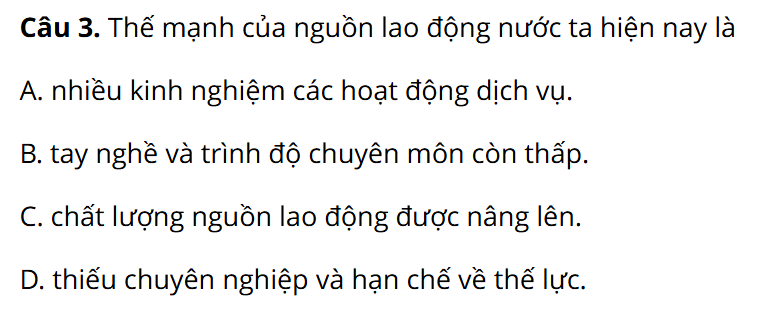 Câu 3. Thế mạnh của nguồn lao động nước ta hiện nay là
A. nhiều kinh nghiệm các hoạt động dịch vụ.
B. tay nghề và trình độ chuyên môn còn thấp.
C. chất lượng nguồn lao động được nâng lên.
D. thiếu chuyên nghiệp và hạn chế về thế lực.